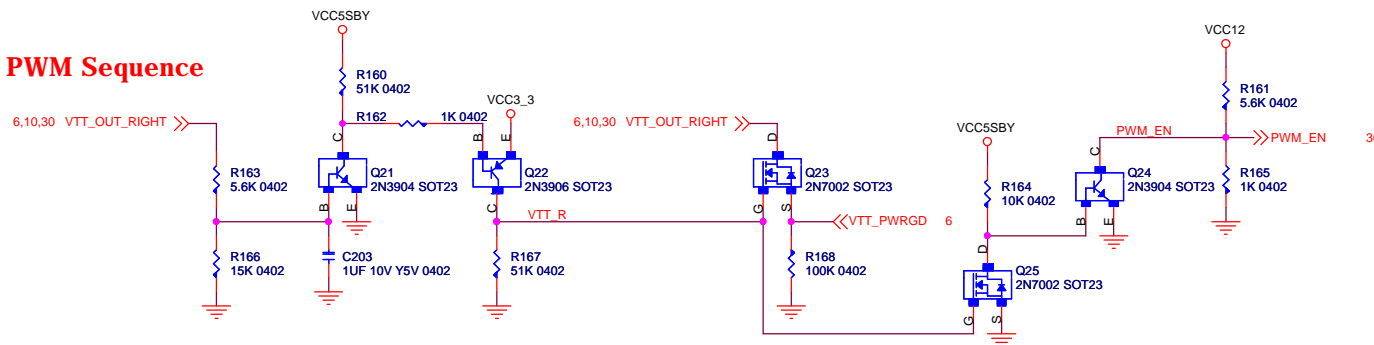 PWM Sequence
VCC5SBY
R160
51K 0402
R162 1K 0402
VCC3_3
6,10,30 VTT_OUT_RIGHT
R163
5.6K 0402
C
Q21
2N3904 SOT23
B
E
R166
15K 0402
C203
1UF 10V Y5V 0402
B
E
Q22
2N3906 SOT23
C
VTT_R
R167
51K 0402
6,10,30 VTT_OUT_RIGHT
D
Q23
2N7002 SOT23
G
S
VTT_PWRGD 6
R168
100K 0402
VCC5SBY
R164
10K 0402
D
Q25
2N7002 SOT23
G
S
VCC12
R161
5.6K 0402
PWM_EN
PWM_EN
C
Q24
2N3904 SOT23
B
E
R165
1K 0402